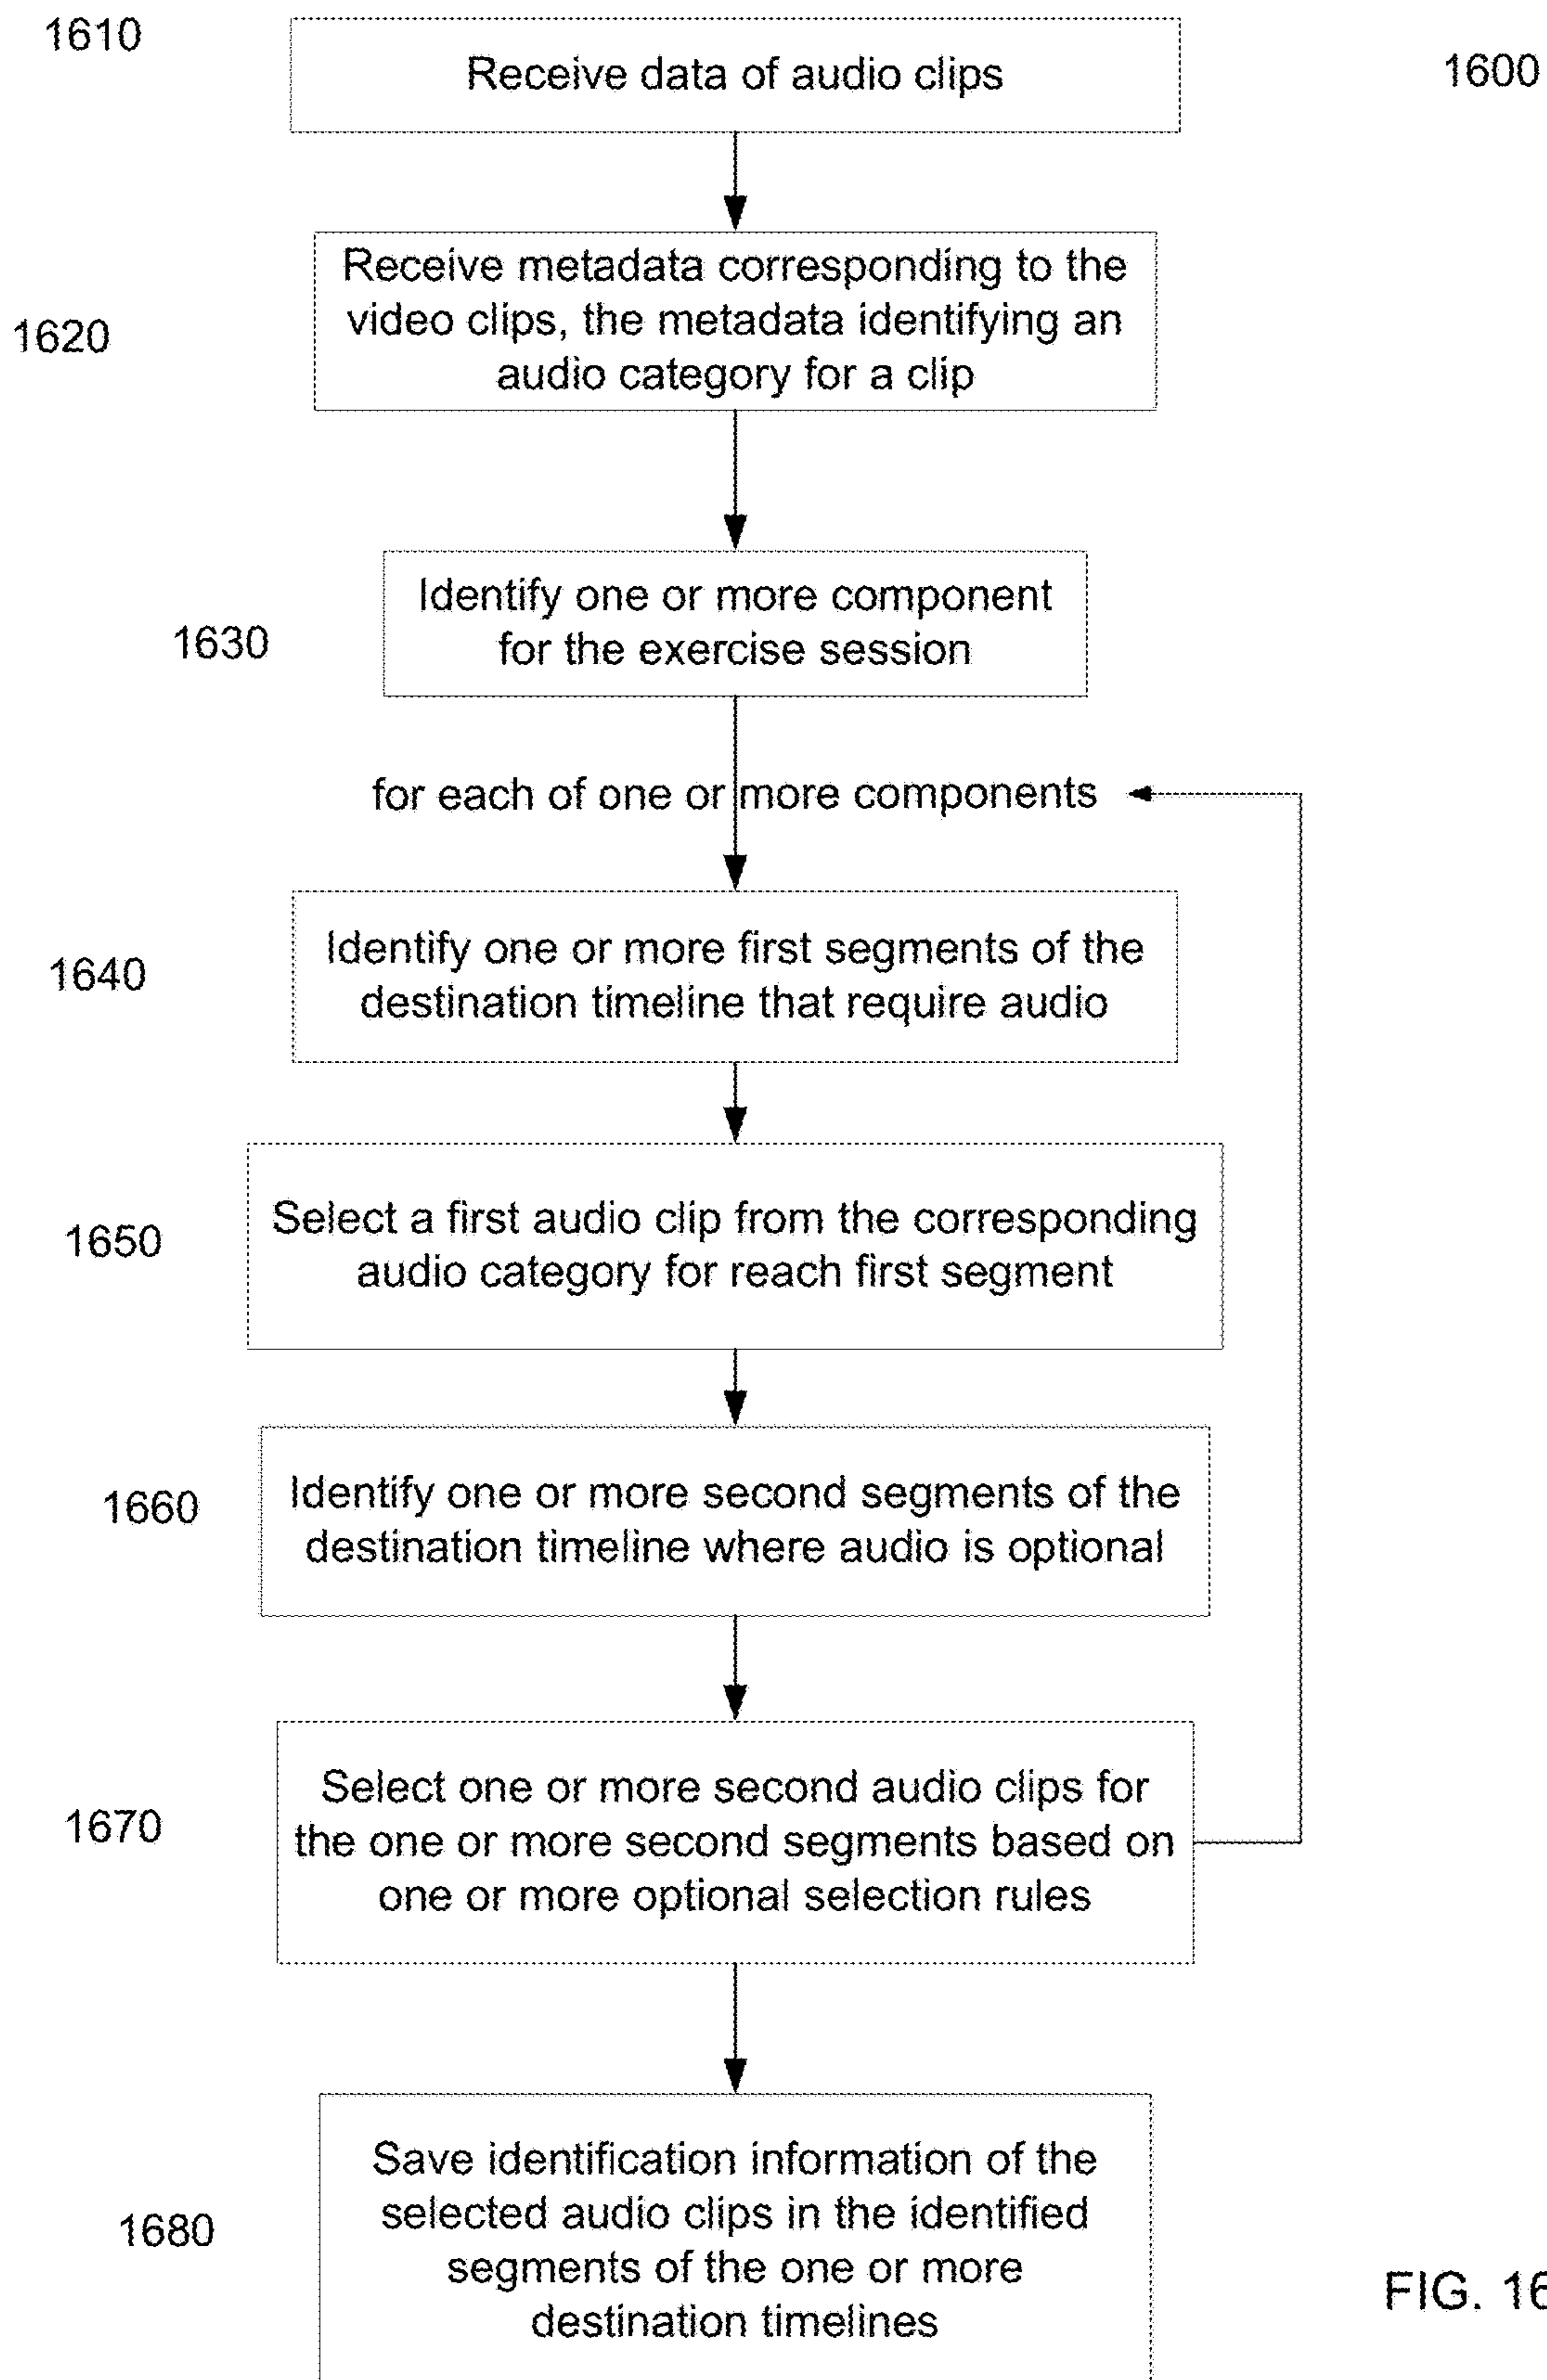 1610
Receive data of audio clips
1600
Receive metadata corresponding to the
video clips, the metadata identifying an
audio category for a clip
1620
Identify one or more component
for the exercise session
1630
for each of one or more components
Identify one or more first segments of the
destination timeline that require audio
1640
Select a first audio clip from the corresponding
audio category for reach first segment
1650
Identify one or more second segments of the
destination timeline where audio is optional
1660
Select one or more second audio clips for
the one or more second segments based on
one or more optional selection rules
1670
Save identification information of the
selected audio clips in the identified
segments of the one or more
destination timelines
1680
FIG. 16